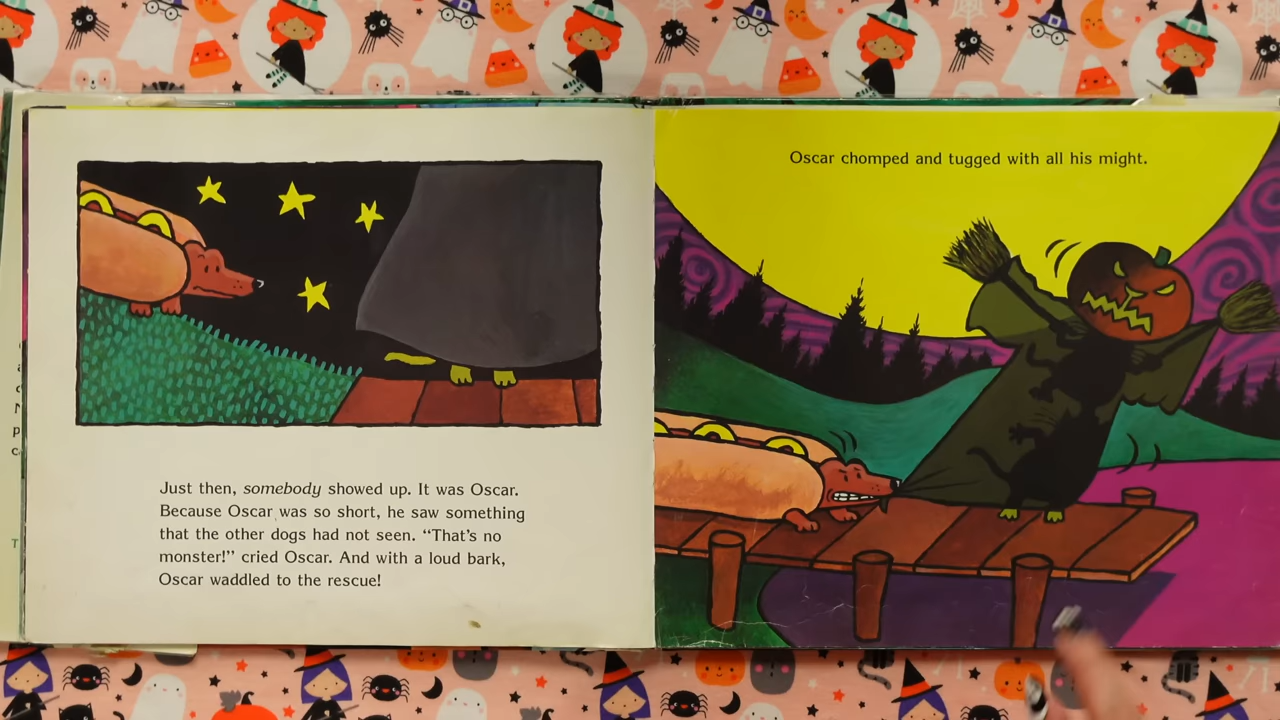 Just then, somebody showed up. It was Oscar.
Because Oscar was so short, he saw something
that the other dogs had not seen. “That’s no
monster!” cried Oscar. And with a loud bark,
Oscar waddled to the rescue!
Oscar chomped and tugged with all his might.